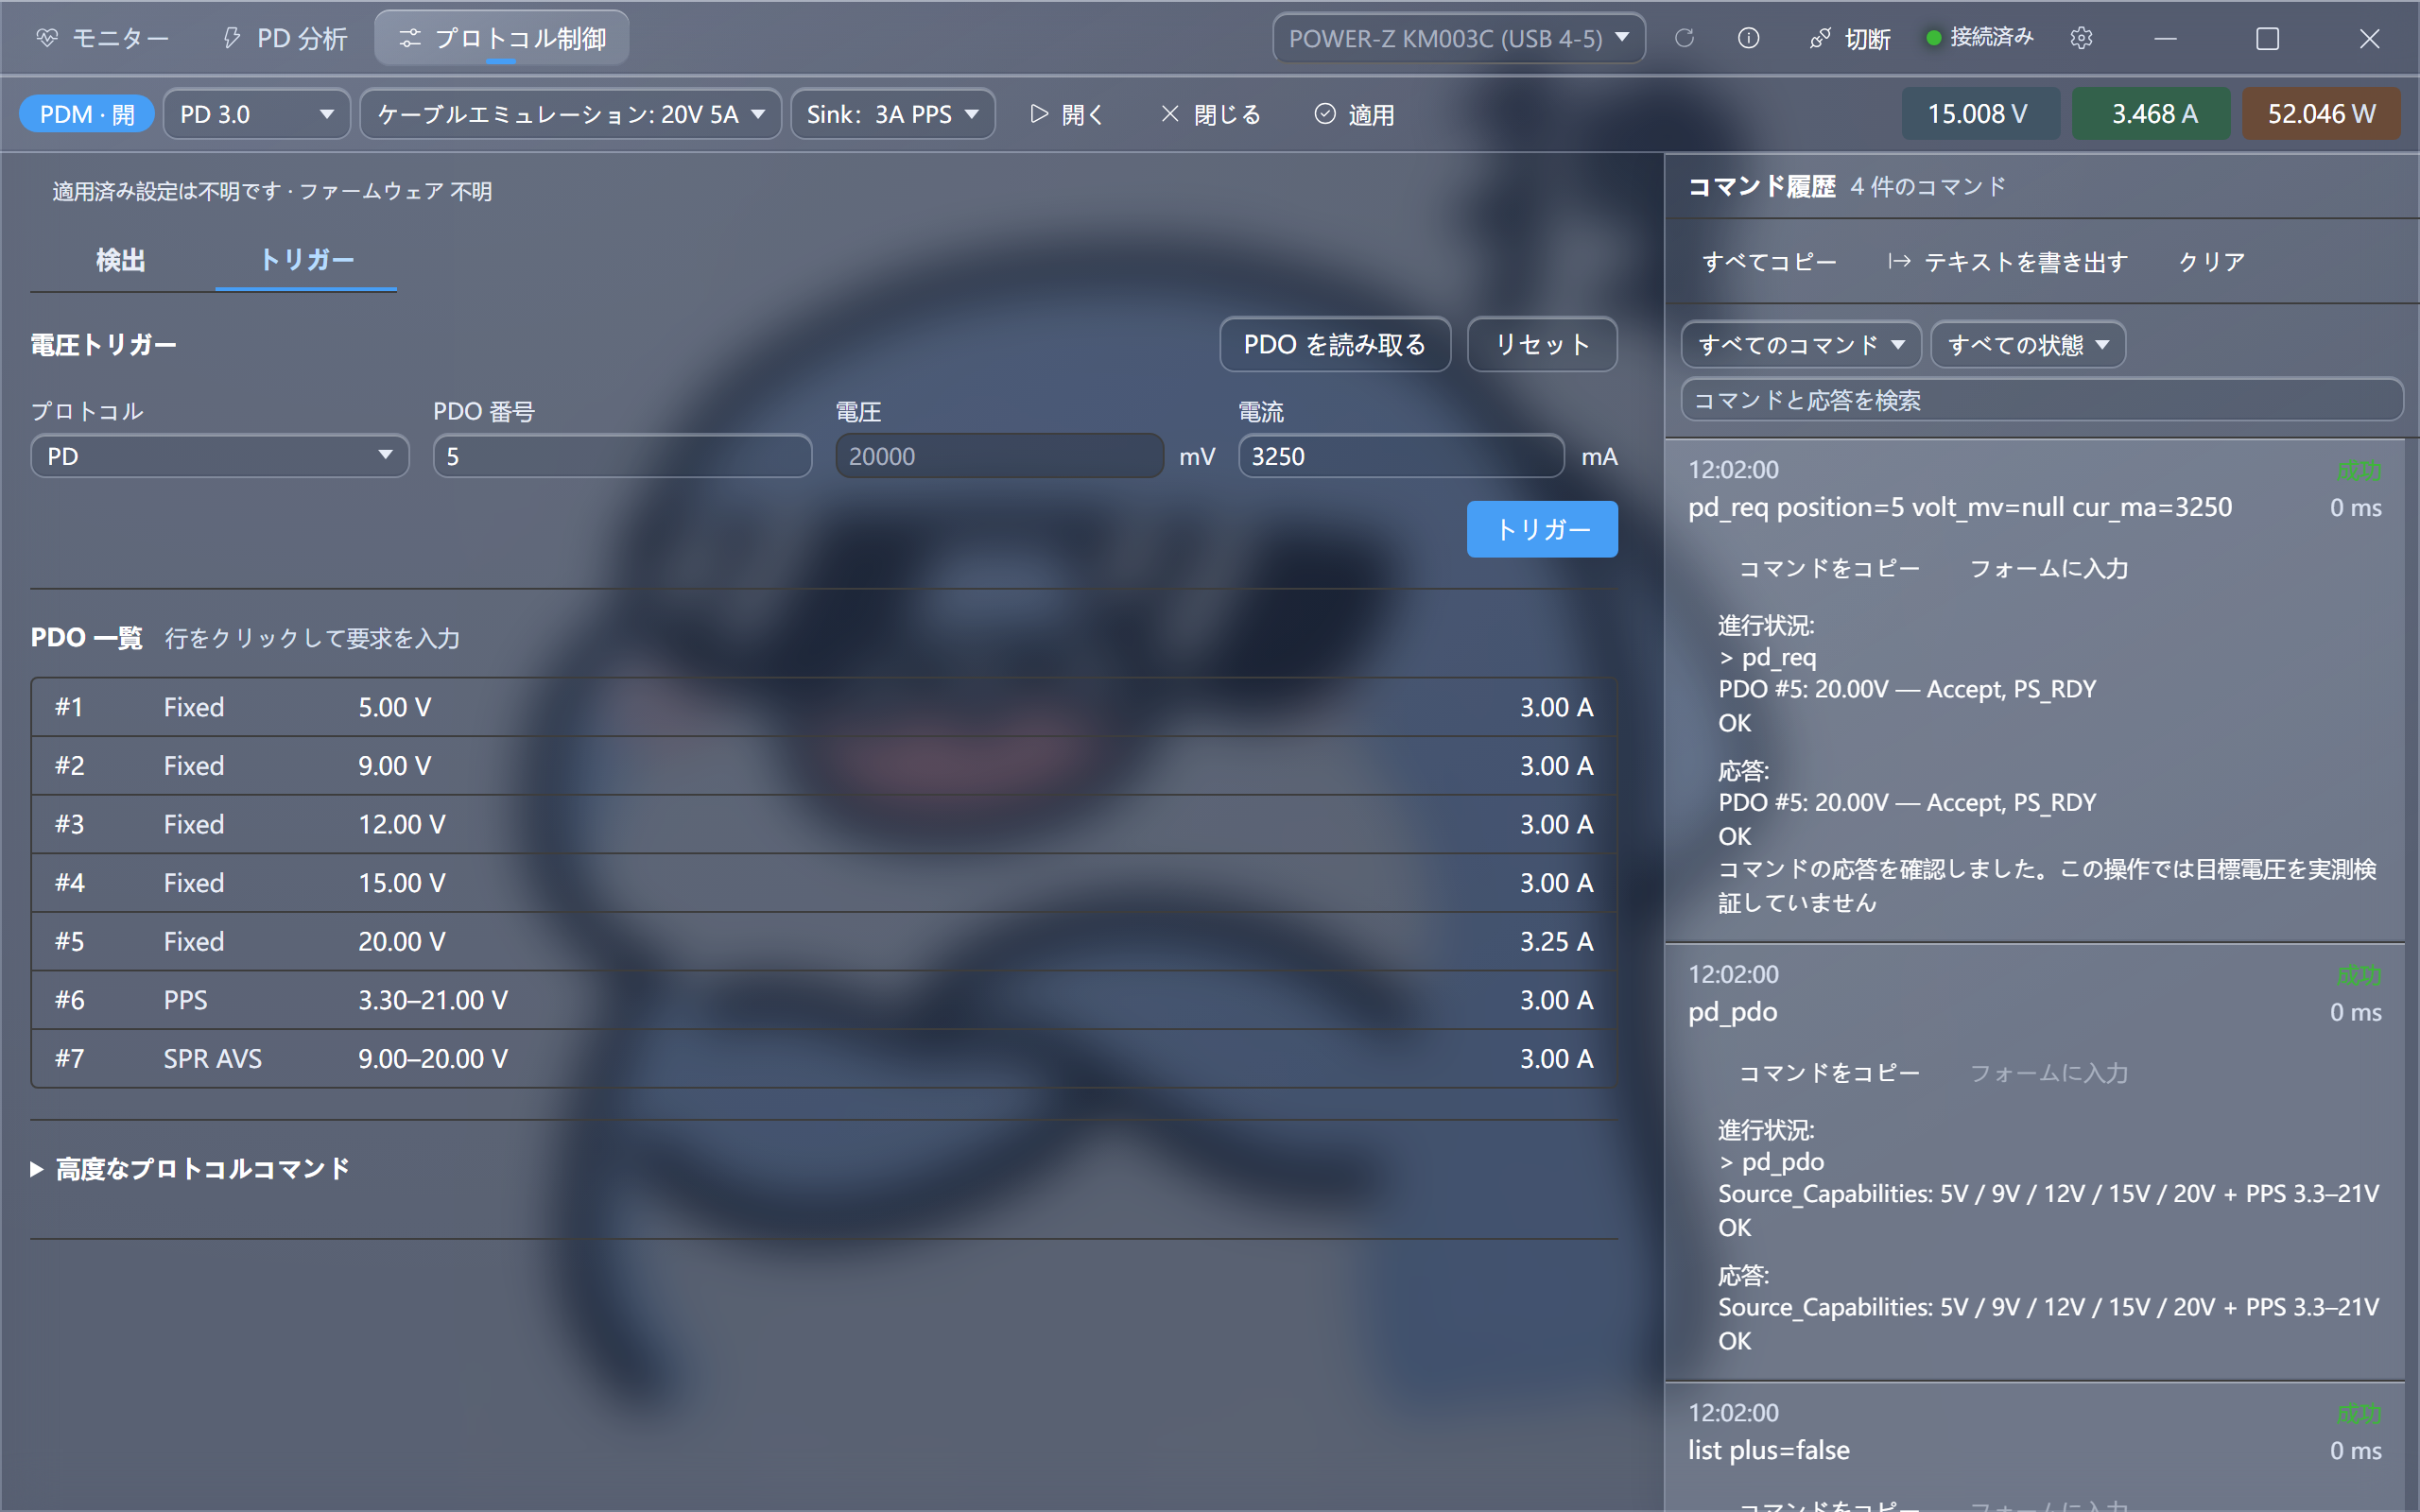 モニター PD 分析 プロトコル制御 POWER-Z KM003C (USB 4-5) 切断 接続済み
PDM · 開 PD 3.0 ケーブルエミュレーション: 20V 5A Sink: 3A PPS 開く 閉じる 適用 15.008 V 3.468 A 52.046 W
適用済み設定は不明です · ファームウェア 不明
検出 トリガー
電圧トリガー PDO を読み取る リセット
プロトコル PDO 番号 電圧 電流
PD 5 20000 mV 3250 mA
トリガー
PDO 一覧 行をクリックして要求を入力
#1 Fixed 5.00 V 3.00 A
#2 Fixed 9.00 V 3.00 A
#3 Fixed 12.00 V 3.00 A
#4 Fixed 15.00 V 3.00 A
#5 Fixed 20.00 V 3.25 A
#6 PPS 3.30–21.00 V 3.00 A
#7 SPR AVS 9.00–20.00 V 3.00 A
高度なプロトコルコマンド
コマンド履歴 4 件のコマンド
すべてコピー テキストを書き出す クリア
すべてのコマンド すべての状態
コマンドと応答を検索
12:02:00 成功
pd_req position=5 volt_mv=null cur_ma=3250 0 ms
コマンドをコピー フォームに入力
進行状況:
> pd_req
PDO #5: 20.00V — Accept, PS_RDY
OK
応答:
PDO #5: 20.00V — Accept, PS_RDY
OK
コマンドの応答を確認しました。この操作では目標電圧を実測検
証していません
12:02:00 成功
pd_pdo 0 ms
コマンドをコピー フォームに入力
進行状況:
> pd_pdo
Source_Capabilities: 5V / 9V / 12V / 15V / 20V + PPS 3.3–21V
OK
応答:
Source_Capabilities: 5V / 9V / 12V / 15V / 20V + PPS 3.3–21V
OK
12:02:00 成功
list plus=false 0 ms
コマンドをコピー フォームに入力